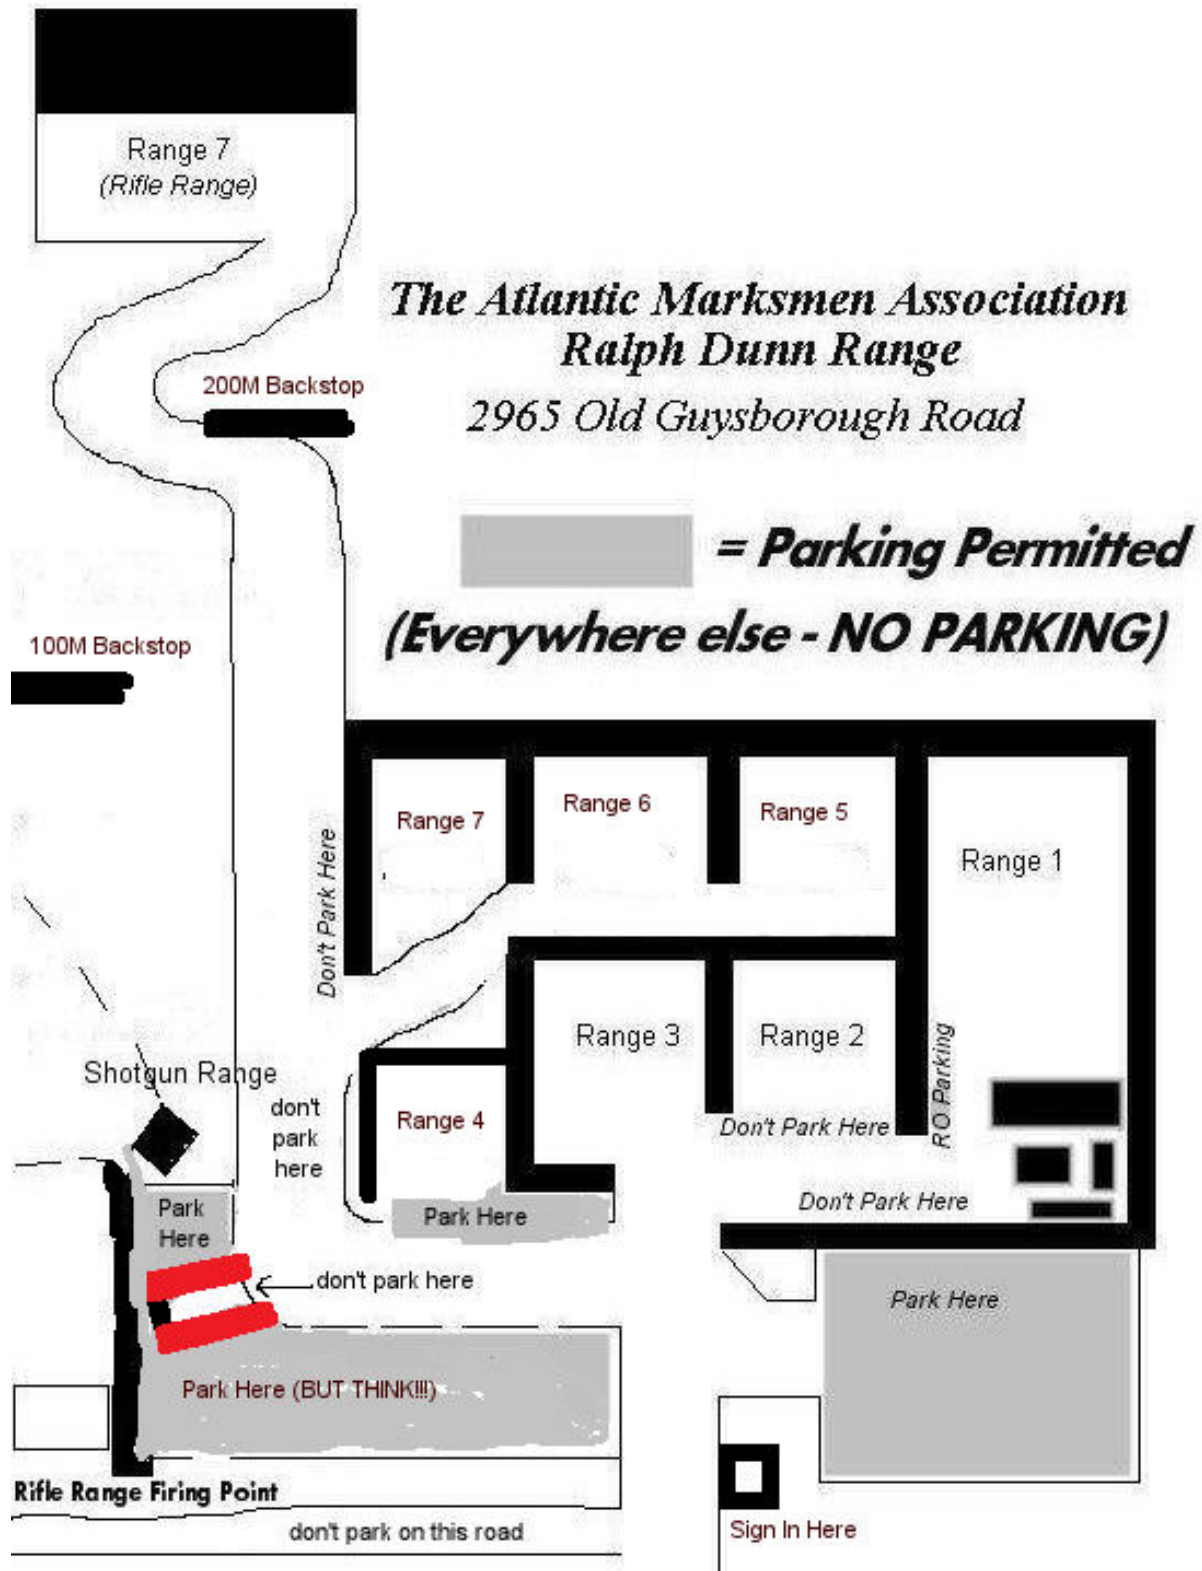 Range 7
(Rifle Range)
The Atlantic Marksmen Association
Ralph Dunn Range
2965 Old Guysborough Road
200M Backstop
= Parking Permitted
(Everywhere else - NO PARKING)
100M Backstop
Range 7
Range 6
Range 5
Range 1
Don't Park Here
Range 3
Range 2
RO Parking
Shotgun Range
don't
park
here
Range 4
Don't Park Here
Don't Park Here
Park
Here
Park Here
don't park here
Park Here
Park Here (BUT THINK!!!)
Rifle Range Firing Point
don't park on this road
Sign In Here